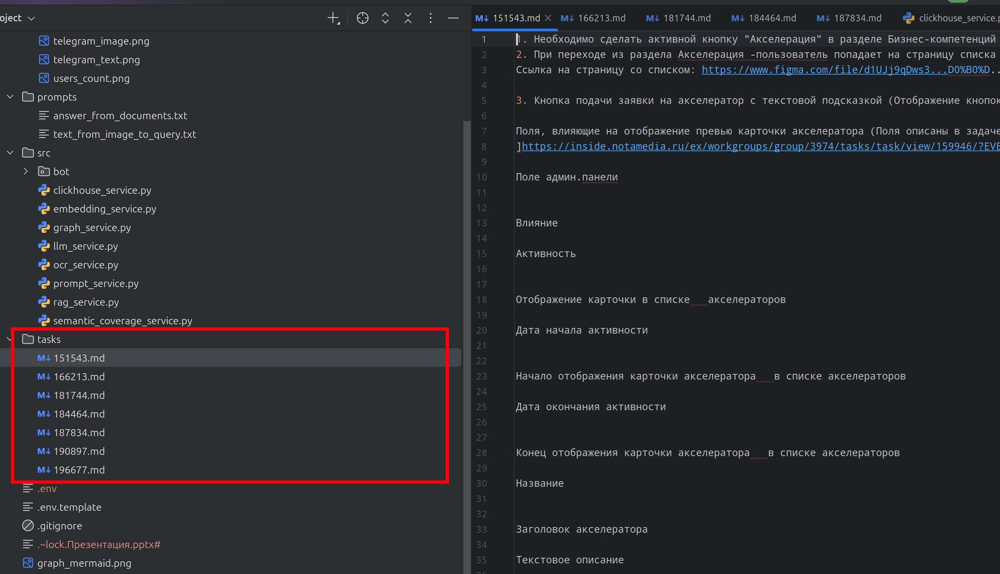 oject
telegram_image.png
telegram_text.png
users_count.png
prompts
answer_from_documents.txt
text_from_image_to_query.txt
src
bot
clickhouse_service.py
embedding_service.py
graph_service.py
llm_service.py
ocr_service.py
prompt_service.py
rag_service.py
semantic_coverage_service.py
tasks
M↓ 151543.md
M↓ 166213.md
M↓ 181744.md
M↓ 184464.md
M↓ 187834.md
M↓ 190897.md
M↓ 196677.md
.env
.env.template
.gitignore
.~lock.Презентация.pptx#
graph_mermaid.png
M↓ 151543.md M↓ 166213.md M↓ 181744.md M↓ 184464.md M↓ 187834.md clickhouse_service.p
1 1. Необходимо сделать активной кнопку "Акселерация" в разделе Бизнес-компетенций
2 2. При переходе из раздела Акселерация -пользователь попадает на страницу списка
3 Ссылка на страницу со списком: https://www.figma.com/file/d1UJj9qDws3...D0%B0%D..
4
5 3. Кнопка подачи заявки на акселератор с текстовой подсказкой (Отображение кнопок
6
7 Поля, влияющие на отображение превью карточки акселератора (Поля описаны в задаче
8 ]https://inside.notamedia.ru/ex/workgroups/group/3974/tasks/task/view/159946/?EVE
9
10 Поле админ.панели
11
12
13 Влияние
14
15 Активность
16
17
18 Отображение карточки в списке   акселераторов
19
20 Дата начала активности
21
22
23 Начало отображения карточки акселератора   в списке акселераторов
24
25 Дата окончания активности
26
27
28 Конец отображения карточки акселератора   в списке акселераторов
29
30 Название
31
32
33 Заголовок акселератора
34
35 Текстовое описание